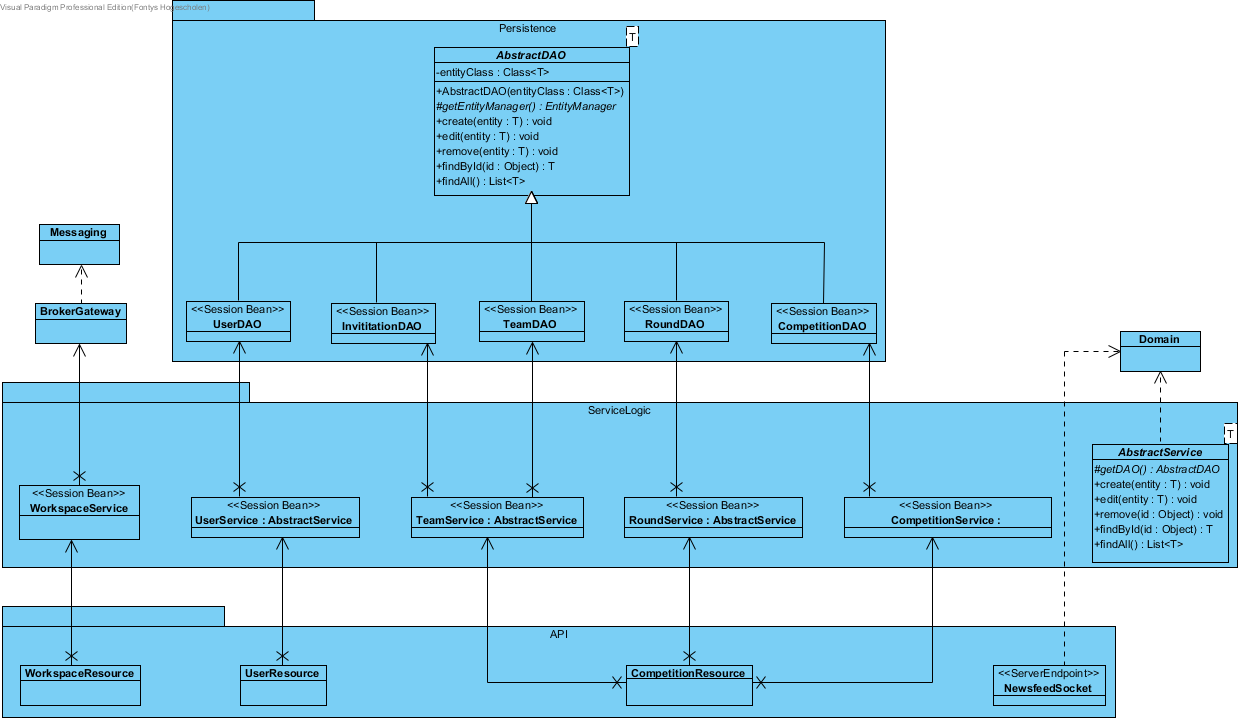 Visual Paradigm Professional Edition(Fontys Hogescholen)
Persistence
T
AbstractDAO
-entityClass : Class<T>
+AbstractDAO(entityClass : Class<T>)
#getEntityManager() : EntityManager
+create(entity : T) : void
+edit(entity : T) : void
+remove(entity : T) : void
+findById(id : Object) : T
+findAll() : List<T>
Messaging
BrokerGateway
<<Session Bean>>
UserDAO
<<Session Bean>>
InvititationDAO
<<Session Bean>>
TeamDAO
<<Session Bean>>
RoundDAO
<<Session Bean>>
CompetitionDAO
Domain
ServiceLogic
T
AbstractService
#getDAO() : AbstractDAO
+create(entity : T) : void
+edit(entity : T) : void
+remove(id : Object) : void
+findById(id : Object) : T
+findAll() : List<T>
<<Session Bean>>
WorkspaceService
<<Session Bean>>
UserService : AbstractService
<<Session Bean>>
TeamService : AbstractService
<<Session Bean>>
RoundService : AbstractService
<<Session Bean>>
CompetitionService :
API
WorkspaceResource
UserResource
CompetitionResource
<<ServerEndpoint>>
NewsfeedSocket